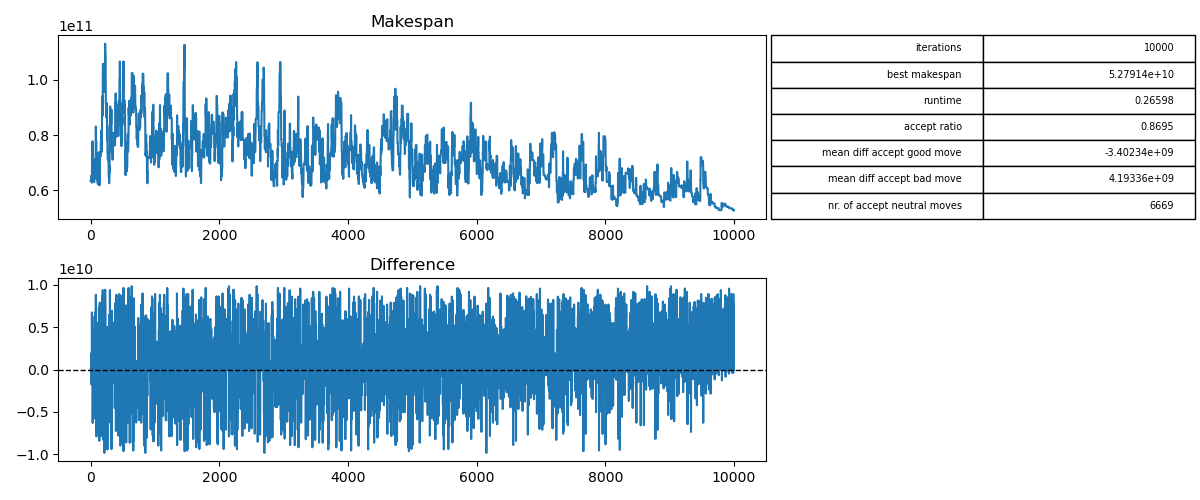 Makespan
1e11
1.0
0.8
0.6
0 2000 4000 6000 8000 10000
iterations 10000
best makespan 5.27914e+10
runtime 0.26598
accept ratio 0.8695
mean diff accept good move -3.40234e+09
mean diff accept bad move 4.19336e+09
nr. of accept neutral moves 6669
Difference
1e10
1.0
0.5
0.0
−0.5
−1.0
0 2000 4000 6000 8000 10000